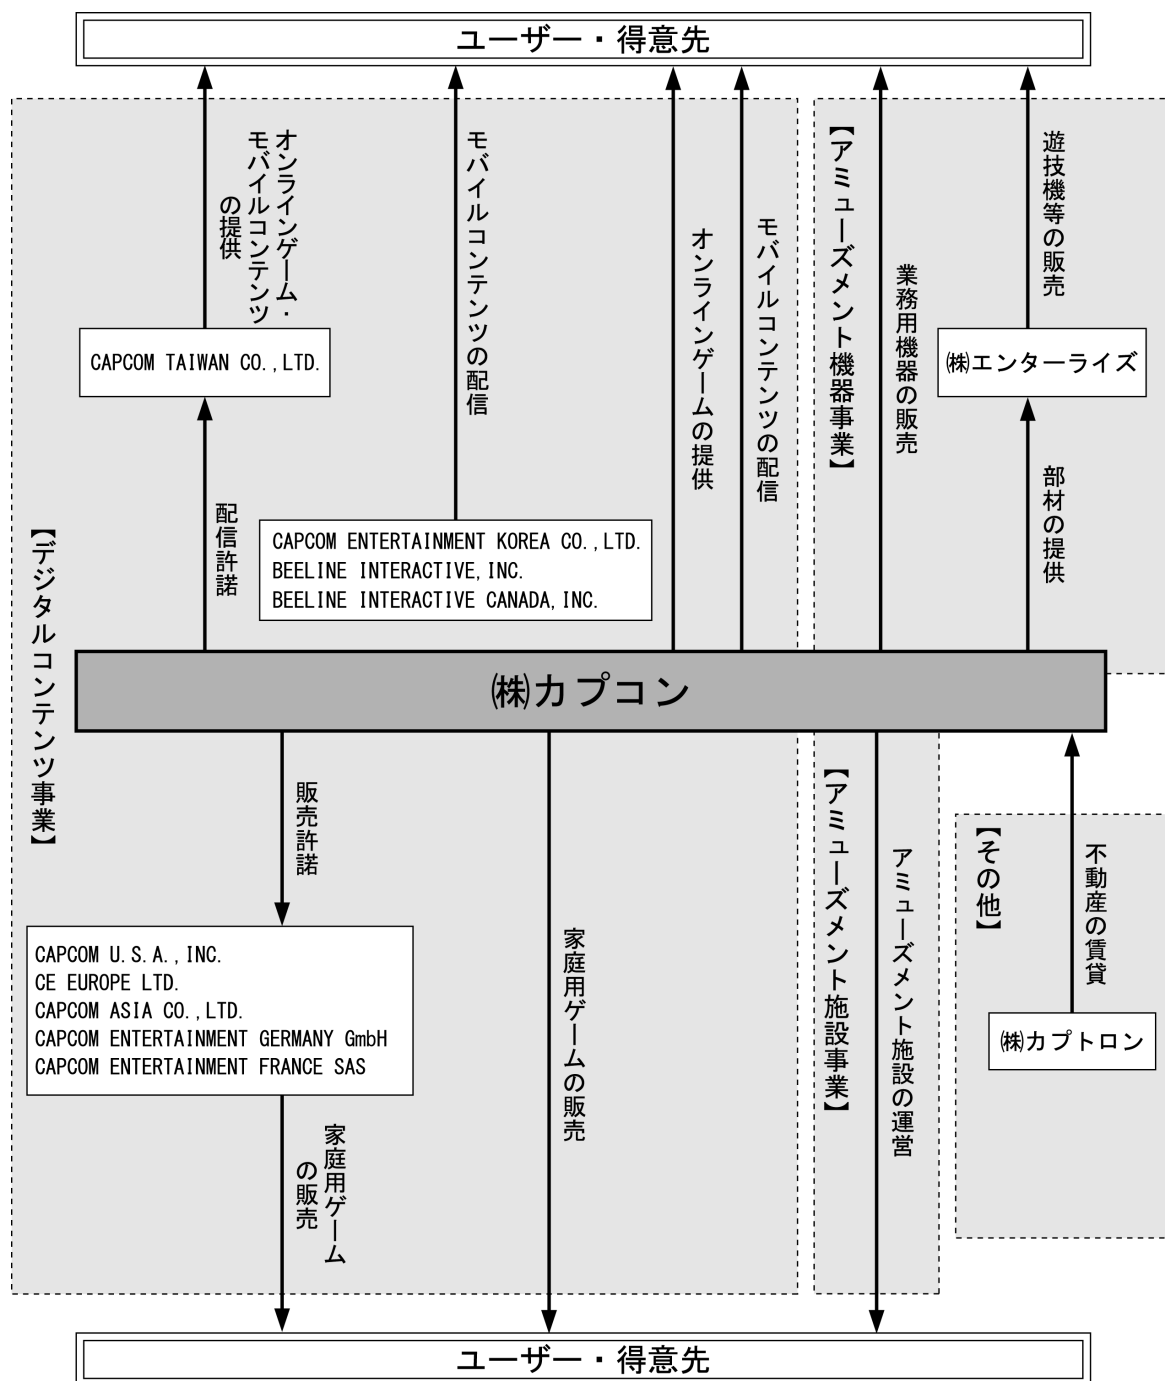 ユーザー・得意先
オンラインゲーム・
モバイルコンテンツ
の提供
モバイルコンテンツの配信
オンラインゲームの提供
モバイルコンテンツの配信
【アミューズメント機器事業】
業務用機器の販売
遊技機等の販売
CAPCOM TAIWAN CO.,LTD.
㈱エンターライズ
配信許諾
部材の提供
CAPCOM ENTERTAINMENT KOREA CO.,LTD.
BEELINE INTERACTIVE,INC.
BEELINE INTERACTIVE CANADA,INC.
【デジタルコンテンツ事業】
㈱カプコン
販売許諾
【アミューズメント施設事業】
アミューズメント施設の運営
【その他】
不動産の賃貸
CAPCOM U.S.A.,INC.
CE EUROPE LTD.
CAPCOM ASIA CO.,LTD.
CAPCOM ENTERTAINMENT GERMANY GmbH
CAPCOM ENTERTAINMENT FRANCE SAS
家庭用ゲームの販売
㈱カプトロン
家庭用ゲーム
の販売
ユーザー・得意先